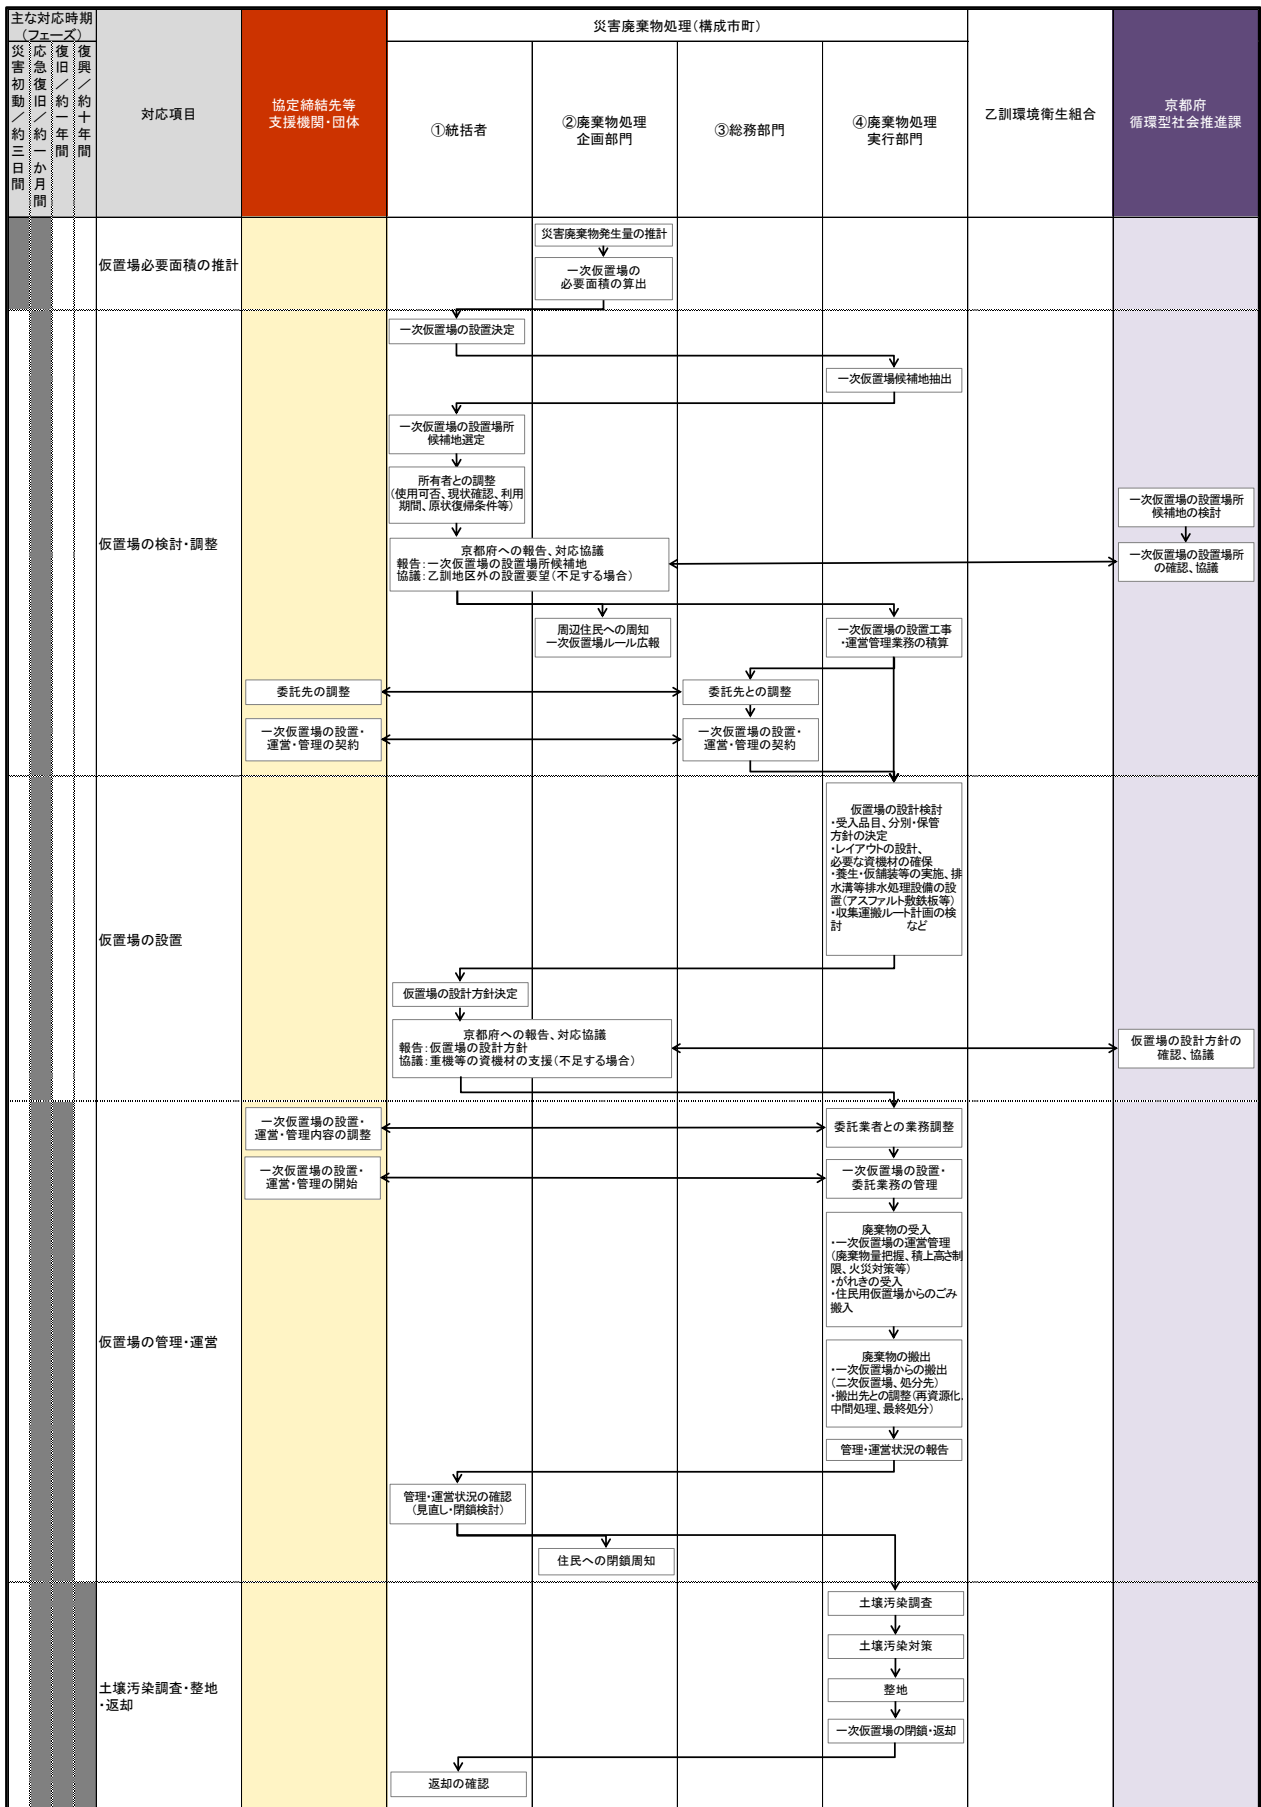 主な対応時期
（フェーズ）
災害初動／約三日間
応急復旧／約一か月間
復旧／約一年間
復興／約十年間
対応項目
協定締結先等
支援機関・団体
災害廃棄物処理（構成市町）
①統括者
②廃棄物処理
企画部門
③総務部門
④廃棄物処理
実行部門
乙訓環境衛生組合
京都府
循環型社会推進課
仮置場必要面積の推計
災害廃棄物発生量の推計
一次仮置場の
必要面積の算出
仮置場の検討・調整
一次仮置場の設置決定
一次仮置場候補地抽出
一次仮置場の設置場所
候補地選定
所有者との調整
（使用可否、現状確認、利用
期間、原状復帰条件等）
一次仮置場の設置場所
候補地の検討
京都府への報告、対応協議
報告：一次仮置場の設置場所候補地
協議：乙訓地区外の設置要望（不足する場合）
一次仮置場の設置場所
の確認、協議
周辺住民への周知
一次仮置場ルール広報
一次仮置場の設置工事
・運営管理業務の積算
委託先の調整
委託先との調整
一次仮置場の設置・
運営・管理の契約
一次仮置場の設置・
運営・管理の契約
仮置場の設置
仮置場の設計検討
・受入品目、分別・保管
方針の決定
・レイアウトの設計、
必要な資機材の確保
・養生・仮舗装等の実施、排
水溝等排水処理設備の設
置（アスファルト敷鉄板等）
・収集運搬ルート計画の検
討　など
仮置場の設計方針決定
京都府への報告、対応協議
報告：仮置場の設計方針
協議：重機等の資機材の支援（不足する場合）
仮置場の設計方針の
確認、協議
仮置場の管理・運営
一次仮置場の設置・
運営・管理内容の調整
委託業者との業務調整
一次仮置場の設置・
運営・管理の開始
一次仮置場の設置・
委託業務の管理
廃棄物の受入
・一次仮置場の運営管理
（廃棄物量把握、積上高さ制
限、火災対策等）
・がれきの受入
・住民用仮置場からのごみ
搬入
廃棄物の搬出
・一次仮置場からの搬出
（二次仮置場、処分先）
・搬出先との調整（再資源化、
中間処理、最終処分）
管理・運営状況の報告
管理・運営状況の確認
（見直し・閉鎖検討）
住民への閉鎖周知
土壌汚染調査・整地
・返却
土壌汚染調査
土壌汚染対策
整地
一次仮置場の閉鎖・返却
返却の確認